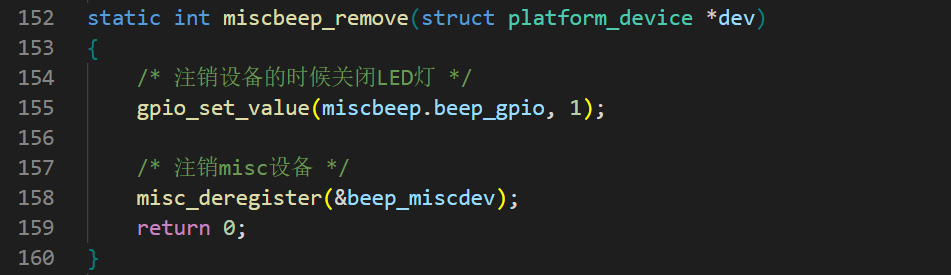 152 static int miscbeep_remove(struct platform_device *dev)
153 {
154     /* 注销设备的时候关闭LED灯 */
155     gpio_set_value(miscbeep.beep_gpio, 1);
156
157     /* 注销misc设备 */
158     misc_deregister(&beep_miscdev);
159     return 0;
160 }